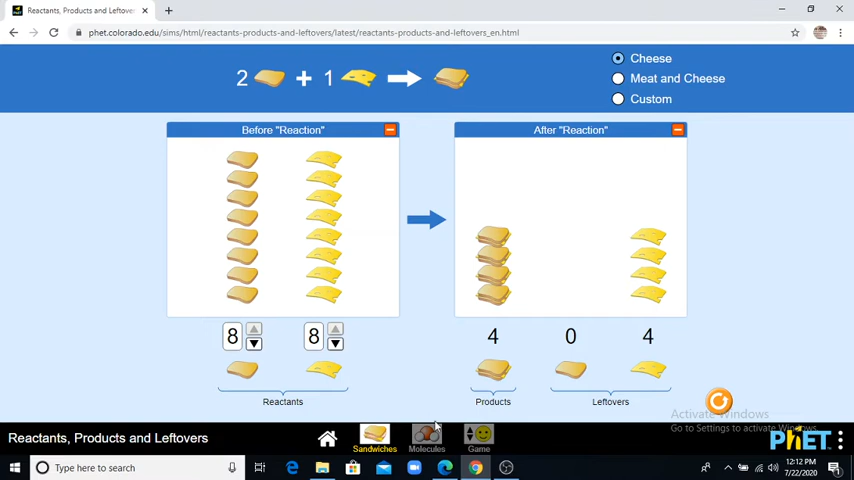 Reactants, Products and Leftovers
phet.colorado.edu/sims/html/reactants-products-and-leftovers/latest/reactants-products-and-leftovers_en.html
2 + 1
Cheese
Meat and Cheese
Custom
Before "Reaction"
After "Reaction"
8 8
4 0 4
Reactants
Products
Leftovers
Activate Windows
Go to Settings to activate Windows.
Reactants, Products and Leftovers
Sandwiches
Molecules
Game
PhET
Type here to search
12:12 PM
7/22/2020
1